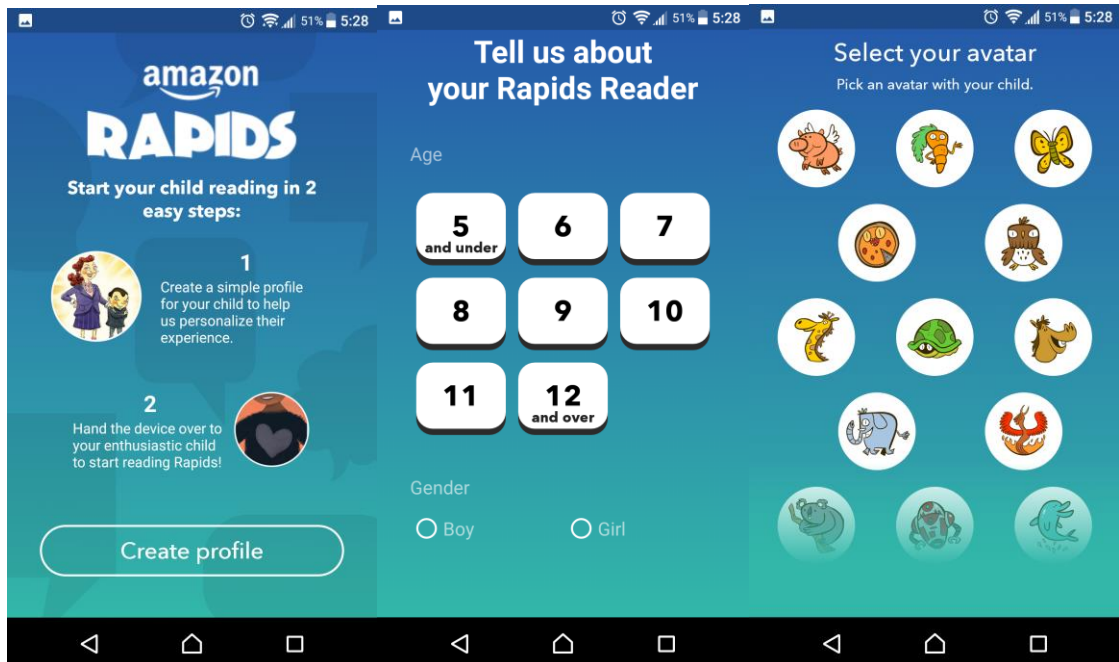 51% 5:28
amazon
RAPIDS
Start your child reading in 2
easy steps:
1
Create a simple profile
for your child to help
us personalize their
experience.
2
Hand the device over to
your enthusiastic child
to start reading Rapids!
Create profile
51% 5:28
Tell us about
your Rapids Reader
Age
5
and under
6
7
8
9
10
11
12
and over
Gender
Boy
Girl
51% 5:28
Select your avatar
Pick an avatar with your child.